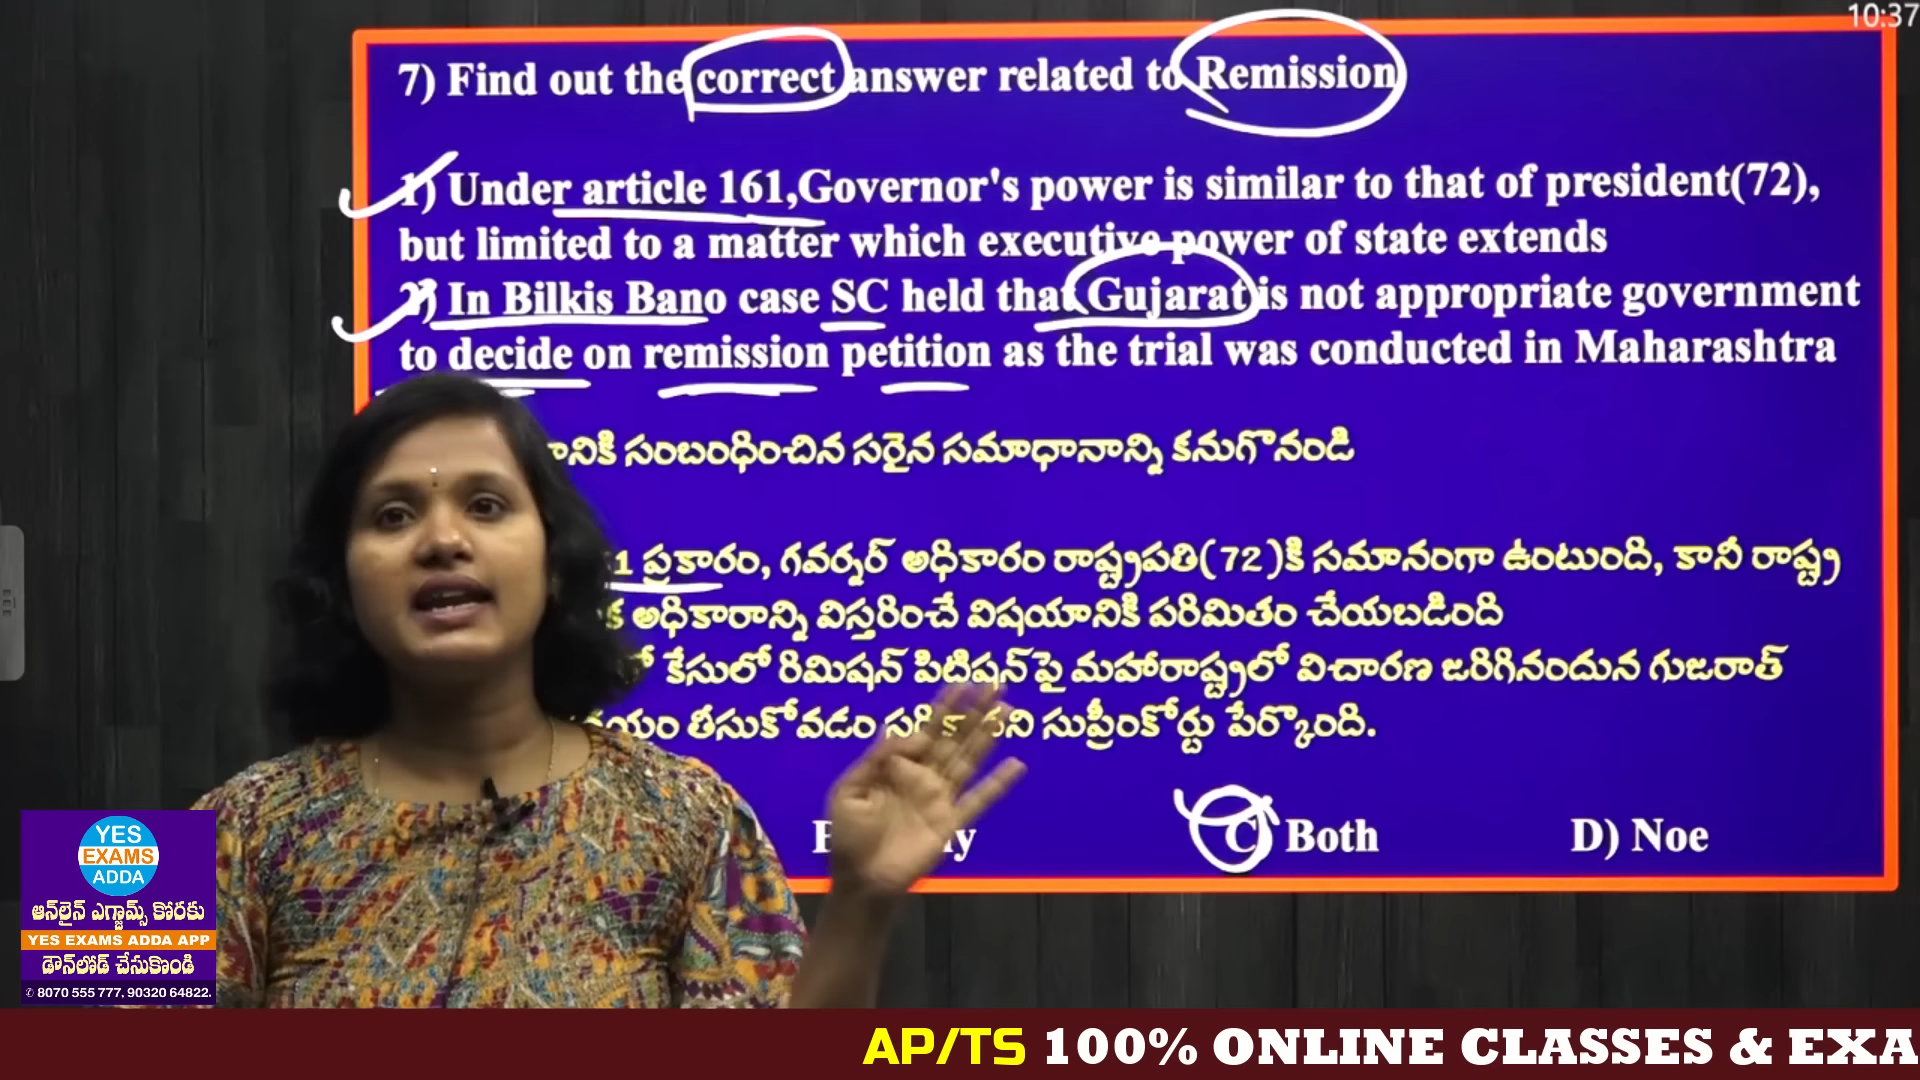 10:37
7) Find out the correct answer related to Remission
1) Under article 161,Governor's power is similar to that of president(72),
but limited to a matter which executive power of state extends
2) In Bilkis Bano case SC held that Gujarat is not appropriate government
to decide on remission petition as the trial was conducted in Maharashtra
సంబంధించిన సరైన సమాధానాన్ని కనుగొనండి
ప్రకారం, గవర్నర్ అధికారం రాష్ట్రపతి(72)కి సమానంగా ఉంటుంది, కానీ రాష్ట్ర
అధికారాన్ని విస్తరించే విషయానికి పరిమితం చేయబడింది
కేసులో రిమిషన్ పిటిషన్‌పై మహారాష్ట్రలో విచారణ జరిగినందున గుజరాత్
తీసుకోవడం సుప్రీంకోర్టు పేర్కొంది.
C) Both D) Noe
YES
EXAMS
ADDA
ఆన్‌లైన్ ఎగ్జామ్స్ కోరకు
YES EXAMS ADDA APP
డౌన్‌లోడ్ చేసుకొండి
✆ 8070 555 777, 90320 64822.
AP/TS 100% ONLINE CLASSES & EXA